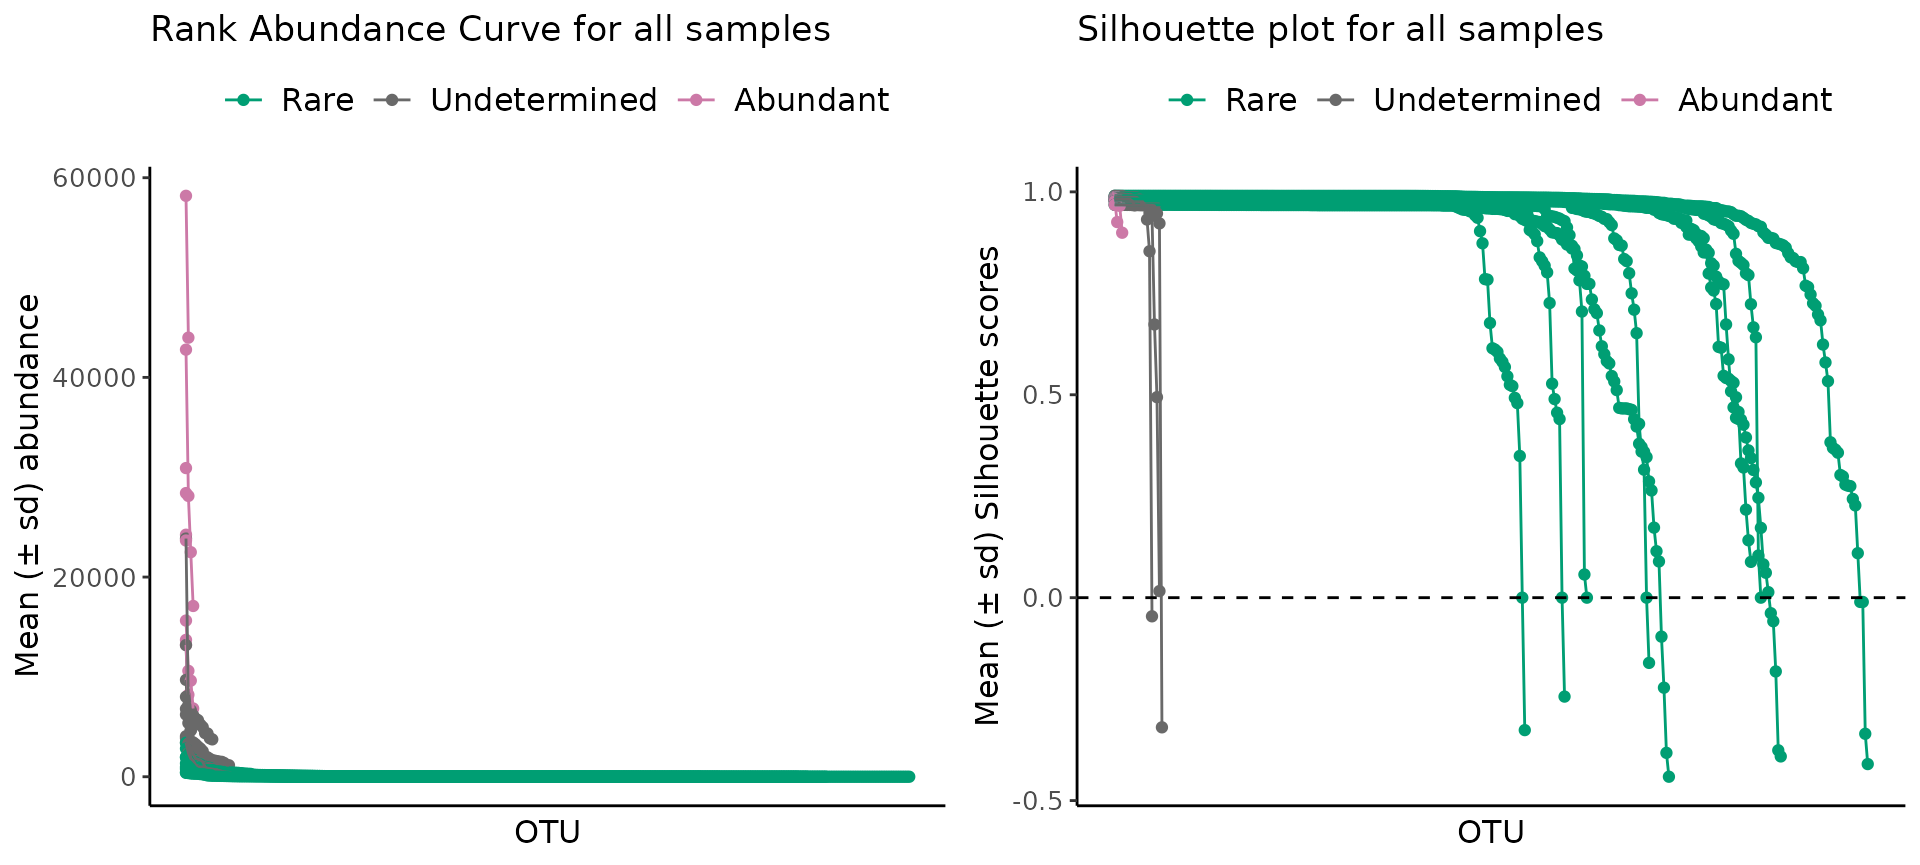 Rank Abundance Curve for all samples
Rare Undetermined Abundant
Mean (± sd) abundance
60000
40000
20000
0
OTU
Silhouette plot for all samples
Rare Undetermined Abundant
Mean (± sd) Silhouette scores
1.0
0.5
0.0
-0.5
OTU